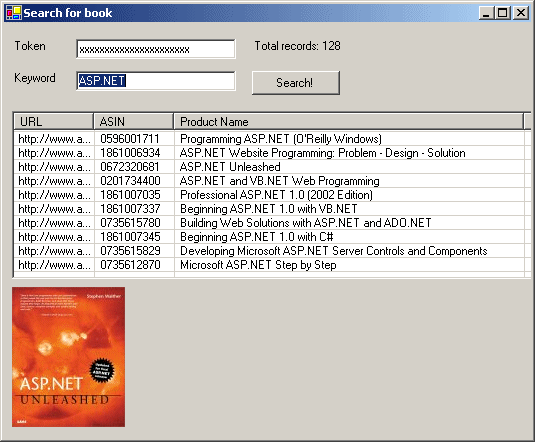 Search for book
Token xxxxxxxxxxxxxxxxxxxxxx Total records: 128
Keyword ASP.NET Search!
URL ASIN Product Name
http://www.a... 0596001711 Programming ASP.NET (O'Reilly Windows)
http://www.a... 1861006934 ASP.NET Website Programming: Problem - Design - Solution
http://www.a... 0672320681 ASP.NET Unleashed
http://www.a... 0201734400 ASP.NET and VB.NET Web Programming
http://www.a... 1861007035 Professional ASP.NET 1.0 (2002 Edition)
http://www.a... 1861007337 Beginning ASP.NET 1.0 with VB.NET
http://www.a... 0735615780 Building Web Solutions with ASP.NET and ADO.NET
http://www.a... 1861007345 Beginning ASP.NET 1.0 with C#
http://www.a... 0735615829 Developing Microsoft ASP.NET Server Controls and Components
http://www.a... 0735612870 Microsoft ASP.NET Step by Step
Stephen Walther
ASP.NET
UNLEASHED
SAMS